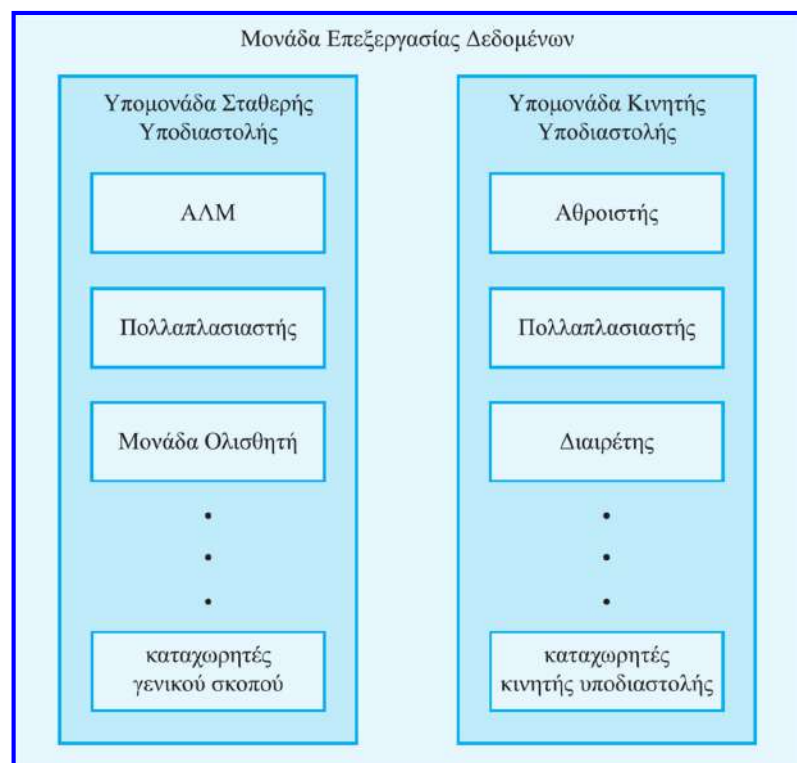 Μονάδα Επεξεργασίας Δεδομένων
Υπομονάδα Σταθερής
Υποδιαστολής
ΑΛΜ
Πολλαπλασιαστής
Μονάδα Ολισθητή
καταχωρητές
γενικού σκοπού
Υπομονάδα Κινητής
Υποδιαστολής
Αθροιστής
Πολλαπλασιαστής
Διαιρέτης
καταχωρητές
κινητής υποδιαστολής